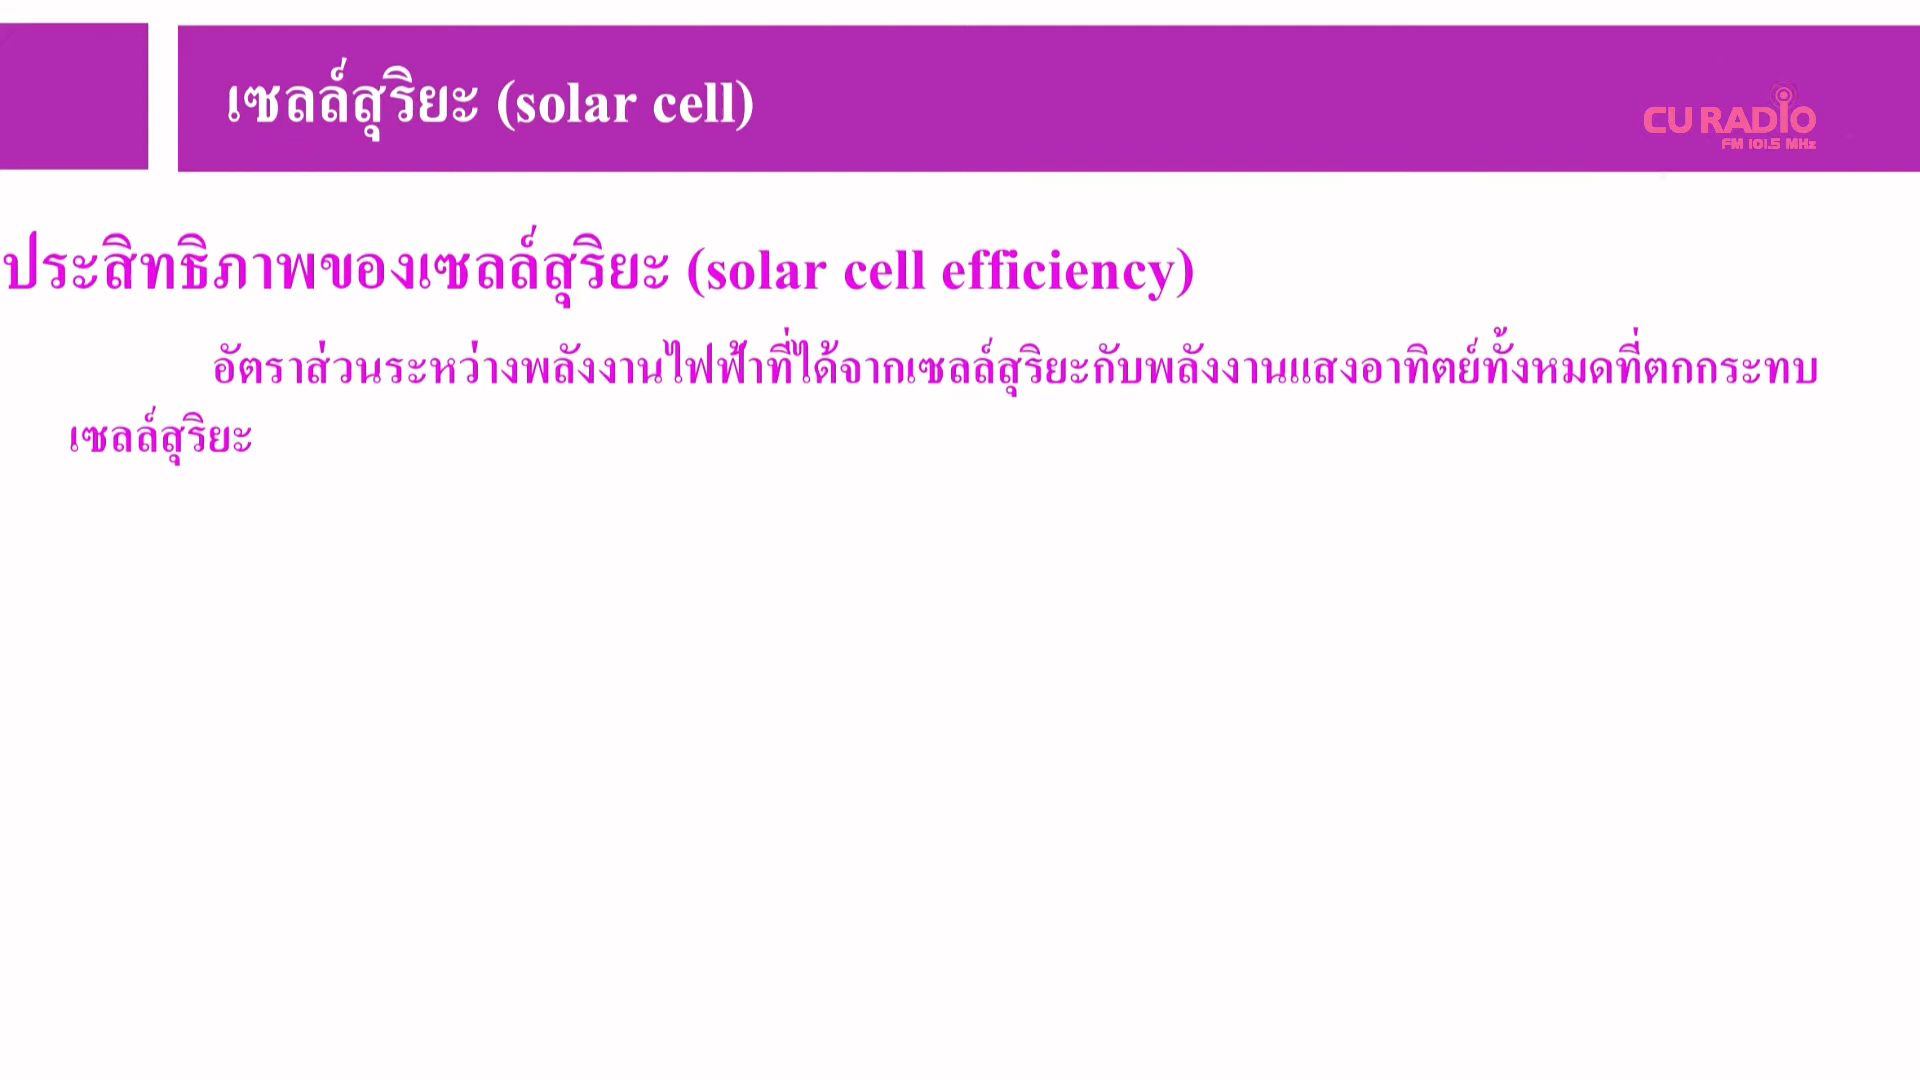 เซลล์สุริยะ (solar cell)
CU RADIO
FM 101.5 MHz
ประสิทธิภาพของเซลล์สุริยะ (solar cell efficiency)
อัตราส่วนระหว่างพลังงานไฟฟ้าที่ได้จากเซลล์สุริยะกับพลังงานแสงอาทิตย์ทั้งหมดที่ตกกระทบ
เซลล์สุริยะ